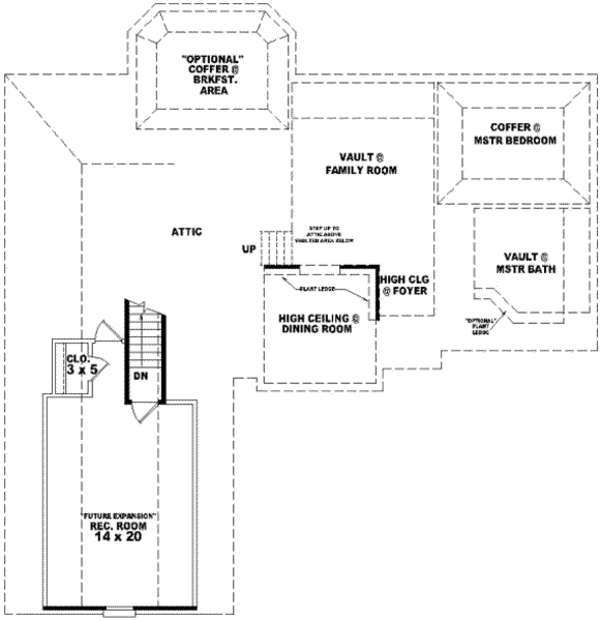 "OPTIONAL"
COFFER @
BRKFST.
AREA
COFFER @
MSTR BEDROOM
VAULT @
FAMILY ROOM
ATTIC
UP
STEP UP TO
ATTIC ABOVE
VAULTED AREA BELOW
VAULT @
MSTR BATH
HIGH CLG
@ FOYER
PLANT LEDGE
HIGH CEILING @
DINING ROOM
"OPTIONAL"
PLANT
LEDGE
CLO.
3 x 5
DN
"FUTURE EXPANSION"
REC. ROOM
14 x 20